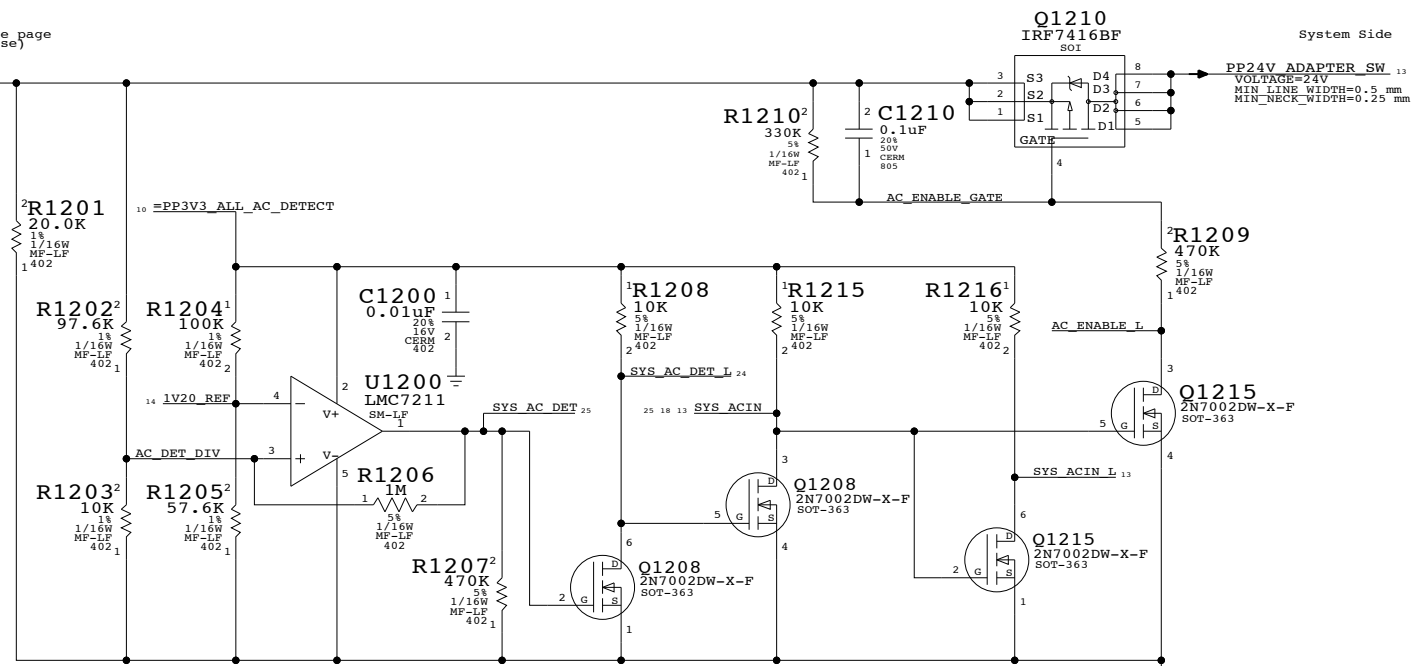 e page
se)
Q1210
IRF7416BF
SOI
System Side
3 S3 D4 8
2 S2 D3 7
D2 6
1 S1 D1 5
GATE
4
PP24V_ADAPTER_SW 13
VOLTAGE=24V
MIN_LINE_WIDTH=0.5 mm
MIN_NECK_WIDTH=0.25 mm
R1210 2
330K
5%
1/16W
MF-LF
402 1
2 C1210
0.1uF
20%
1 50V
CERM
805
AC_ENABLE_GATE
2 R1201
20.0K
1%
1/16W
MF-LF
1 402
10 =PP3V3_ALL_AC_DETECT
2 R1209
470K
5%
1/16W
MF-LF
1 402
R1202 2
97.6K
1%
1/16W
MF-LF
402 1
R1204 1
100K
1%
1/16W
MF-LF
402 2
C1200 1
0.01uF
20%
16V 2
CERM
402
1 R1208
10K
5%
1/16W
MF-LF
2 402
1 R1215
10K
5%
1/16W
MF-LF
2 402
R1216 1
10K
5%
1/16W
MF-LF
402 2
AC_ENABLE_L
14 1V20_REF
4 2
U1200
LMC7211
SM-LF
V+
1
V-
3
5
SYS_AC_DET 25
SYS_AC_DET_L 24
25 18 13 SYS_ACIN
3
Q1215
2N7002DW-X-F
SOT-363
D
5 G S
4
AC_DET_DIV
R1203 2
10K
1%
1/16W
MF-LF
402 1
R1205 2
57.6K
1%
1/16W
MF-LF
402 1
R1206
1M
1 2
5%
1/16W
MF-LF
402
3
Q1208
2N7002DW-X-F
SOT-363
D
5 G S
4
SYS_ACIN_L 13
R1207 2
470K
5%
1/16W
MF-LF
402 1
6
Q1208
2N7002DW-X-F
SOT-363
D
2 G S
1
6
Q1215
2N7002DW-X-F
SOT-363
D
2 G S
1